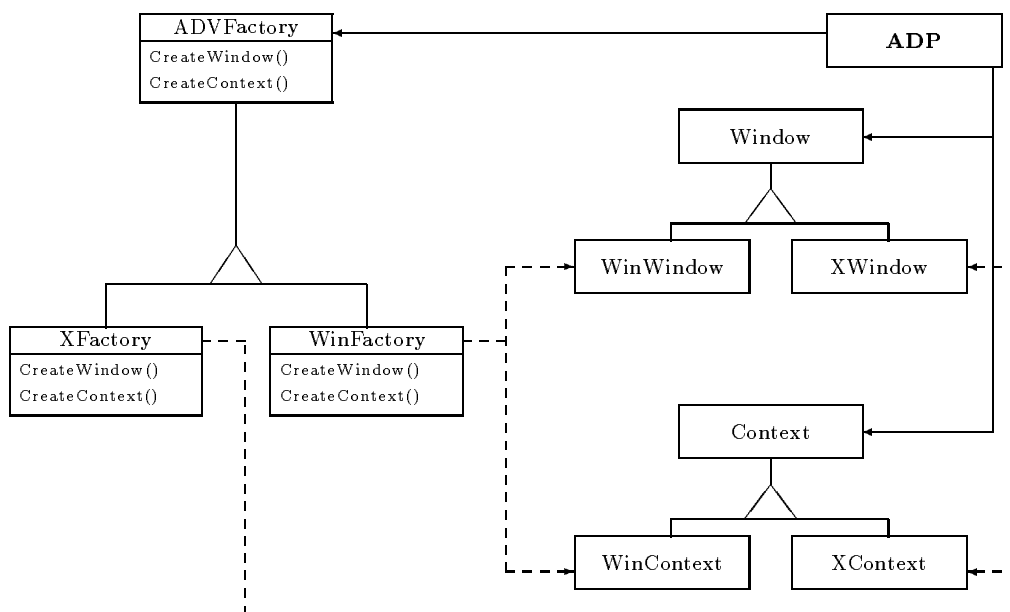 ADVFactory
CreateWindow()
CreateContext()
ADP
Window
WinWindow
XWindow
XFactory
CreateWindow()
CreateContext()
WinFactory
CreateWindow()
CreateContext()
Context
WinContext
XContext